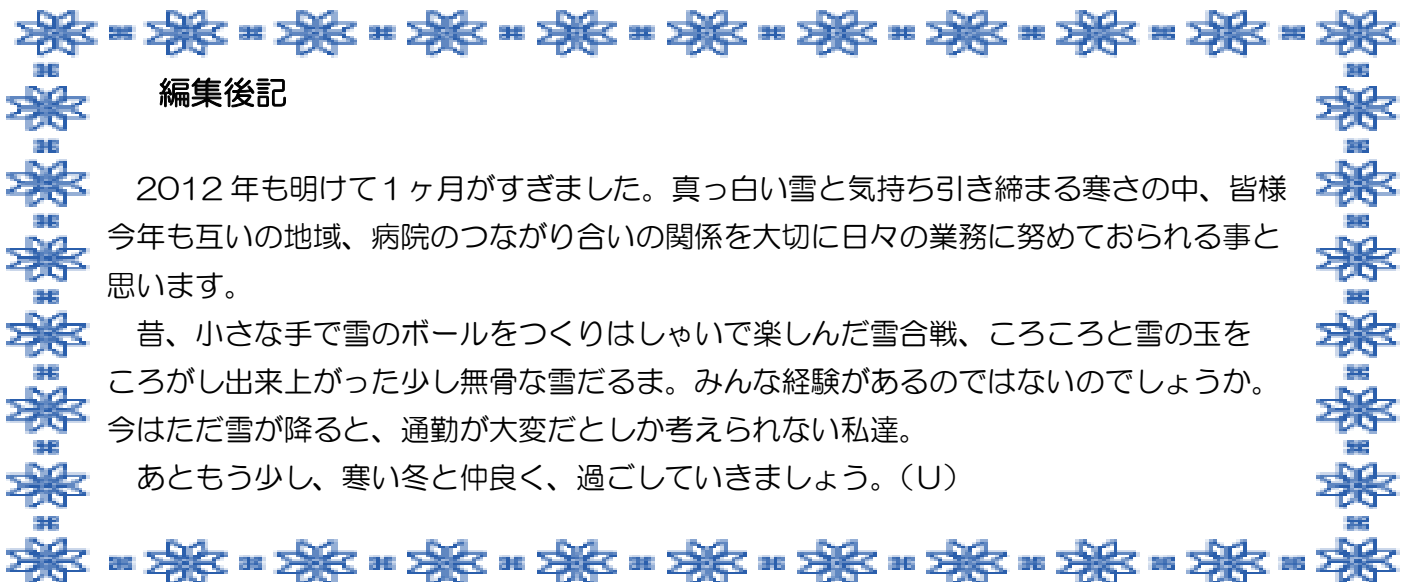 編集後記
2012年も明けて1ヶ月がすぎました。真っ白い雪と気持ち引き締まる寒さの中、皆様
今年も互いの地域、病院のつながり合いの関係を大切に日々の業務に努めておられる事と
思います。
昔、小さな手で雪のボールをつくりはしゃいで楽しんだ雪合戦、ころころと雪の玉を
ころがし出来上がった少し無骨な雪だるま。みんな経験があるのではないのでしょうか。
今はただ雪が降ると、通勤が大変だとしか考えられない私達。
あともう少し、寒い冬と仲良く、過ごしていきましょう。(U)